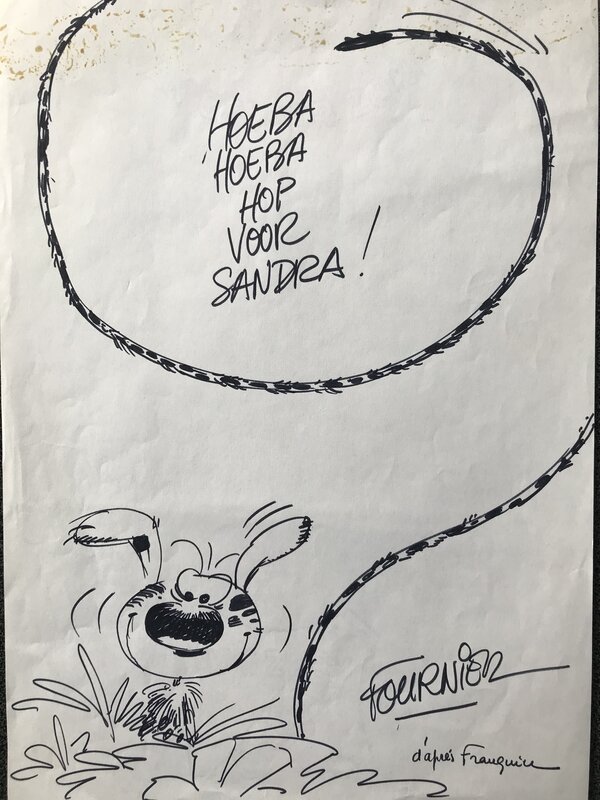 HOEBA
HOEBA
HOP
VOOR
SANDRA !
FOURNIER
d'après Franquin